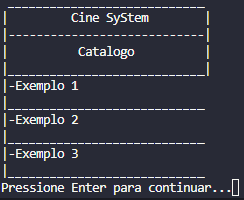 Cine SyStem
Catalogo
-Exemplo 1
-Exemplo 2
-Exemplo 3
Pressione Enter para continuar...